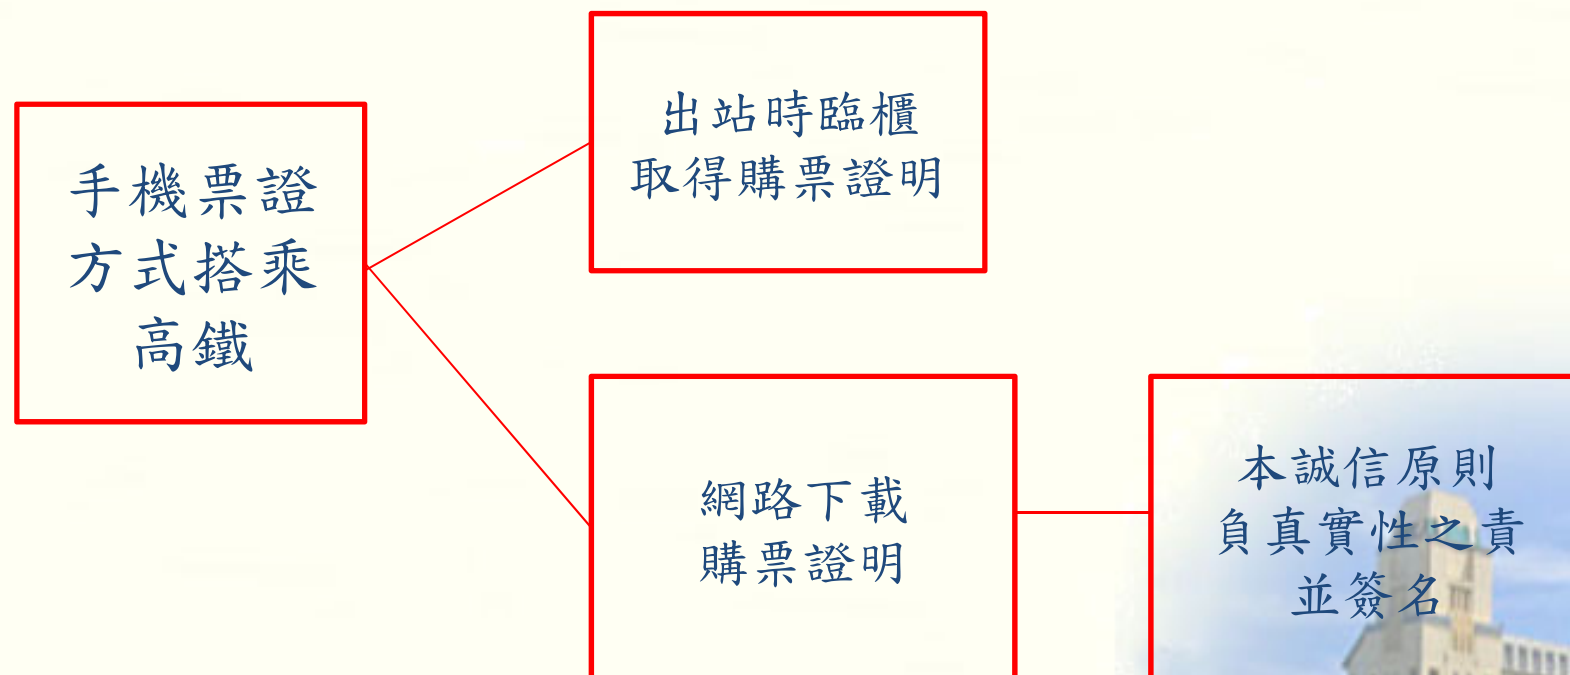 手機票證
方式搭乘
高鐵
出站時臨櫃
取得購票證明
網路下載
購票證明
本誠信原則
負真實性之責
並簽名